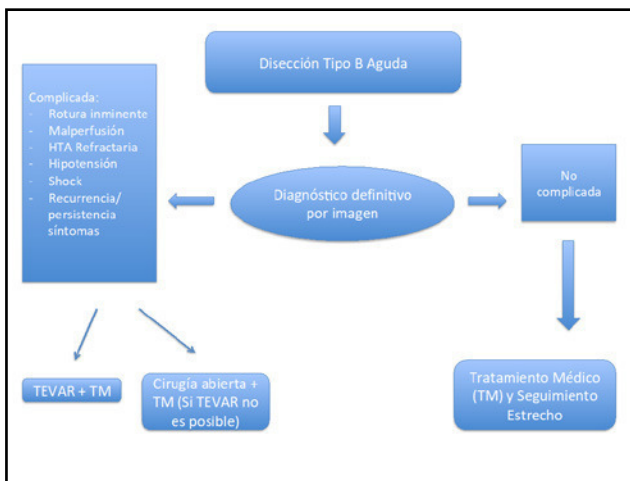 Disección Tipo B Aguda
Complicada:
- Rotura inminente
- Malperfusión
- HTA Refractaria
- Hipotensión
- Shock
- Recurrencia/
persistencia
síntomas
Diagnóstico definitivo
por imagen
No
complicada
TEVAR + TM
Cirugía abierta +
TM (Si TEVAR no
es posible)
Tratamiento Médico
(TM) y Seguimiento
Estrecho